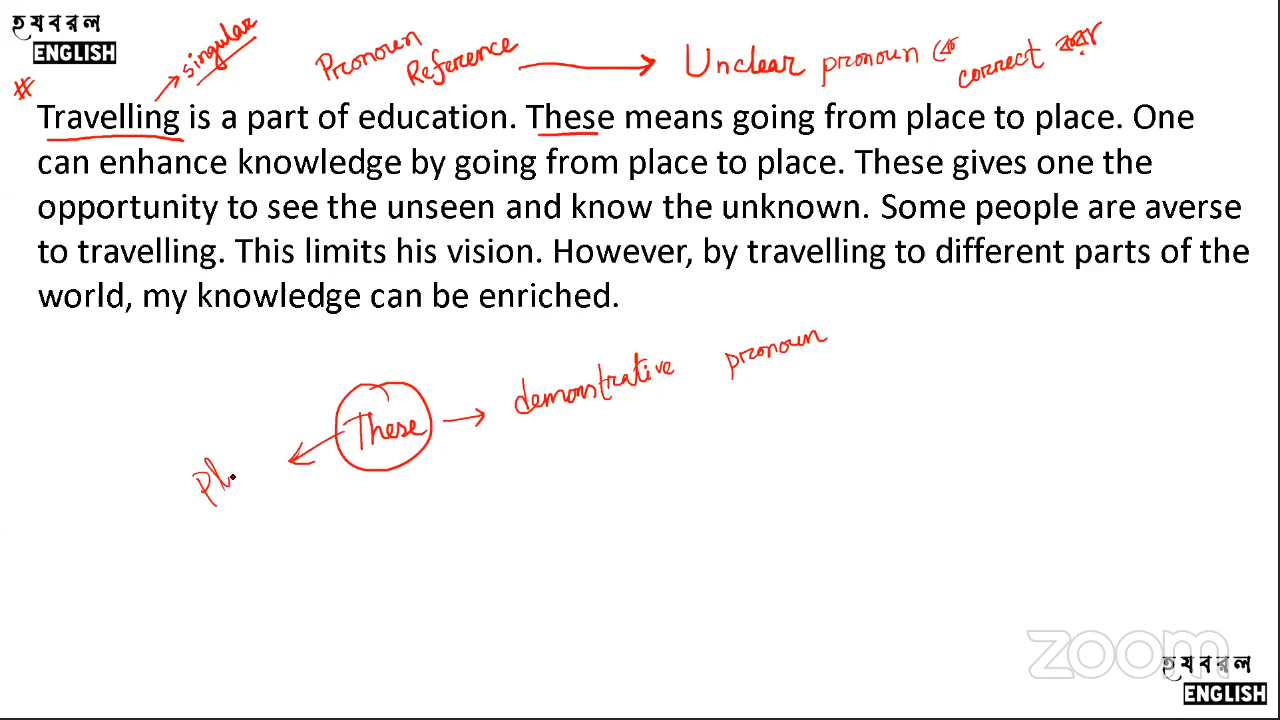 হ য ব র ল
ENGLISH
singular
Pronoun Reference → Unclear pronoun কে correct করব
#
Travelling is a part of education. These means going from place to place. One
can enhance knowledge by going from place to place. These gives one the
opportunity to see the unseen and know the unknown. Some people are averse
to travelling. This limits his vision. However, by travelling to different parts of the
world, my knowledge can be enriched.
These → demonstrative pronoun
Pl
zoom
হ য ব র ল
ENGLISH